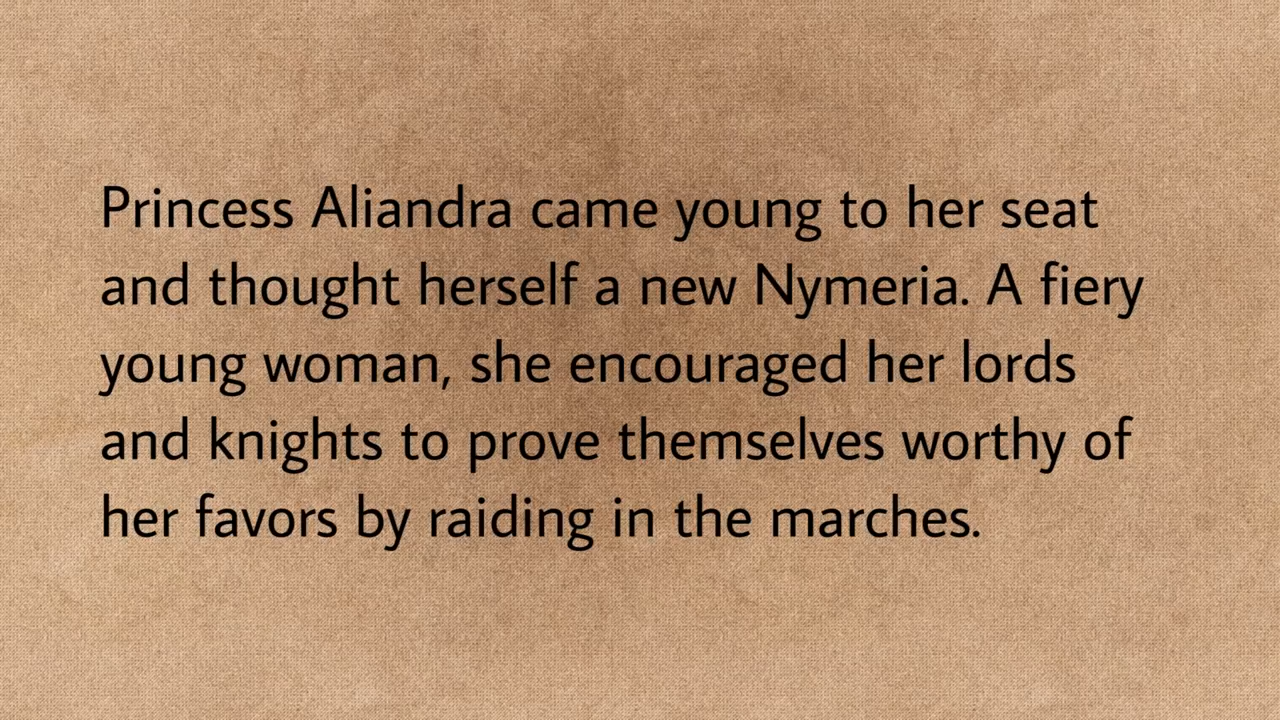 Princess Aliandra came young to her seat
and thought herself a new Nymeria. A fiery
young woman, she encouraged her lords
and knights to prove themselves worthy of
her favors by raiding in the marches.